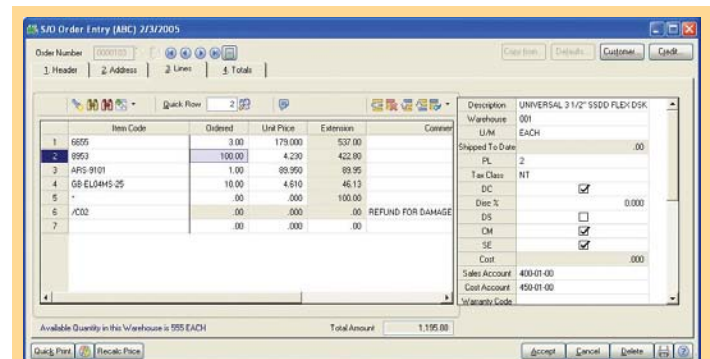 S/O Order Entry (ABC) 2/3/2005
Order Number 0000103 Copy from... Defaults... Customer... Credit...
1. Header 2. Address 3. Lines 4. Totals
Quick Row 2
Item Code Ordered Unit Price Extension Commer
1 6655 3.00 179.000 537.00
2 8953 100.00 4.230 422.80
3 ARS-9101 1.00 89.950 89.95
4 GB-EL04MS-25 10.00 4.610 46.13
5 * .00 .000 100.00
6 /C02 .00 .000 .00 REFUND FOR DAMAGE
7 .00 .000 .00
Description UNIVERSAL 3 1/2" SSDD FLEX DSK
Warehouse 001
U/M EACH
Shipped To Date .00
PL 2
Tax Class NT
DC
Disc % 0.000
DS
CM
SE
Cost .000
Sales Account 400-01-00
Cost Account 450-01-00
Warranty Code
Available Quantity in this Warehouse is 555 EACH Total Amount 1,195.88
Quick Print Recalc Price Accept Cancel Delete